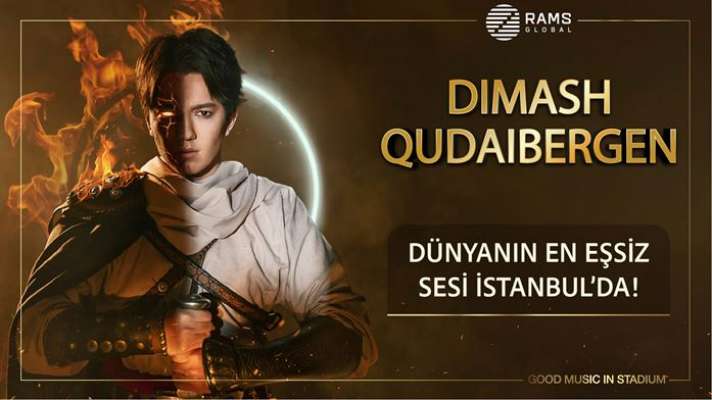 RAMS
GLOBAL
DIMASH
QUDAIBERGEN
DÜNYANIN EN EŞSİZ
SESİ İSTANBUL’DA!
GOOD MUSIC IN STADIUM